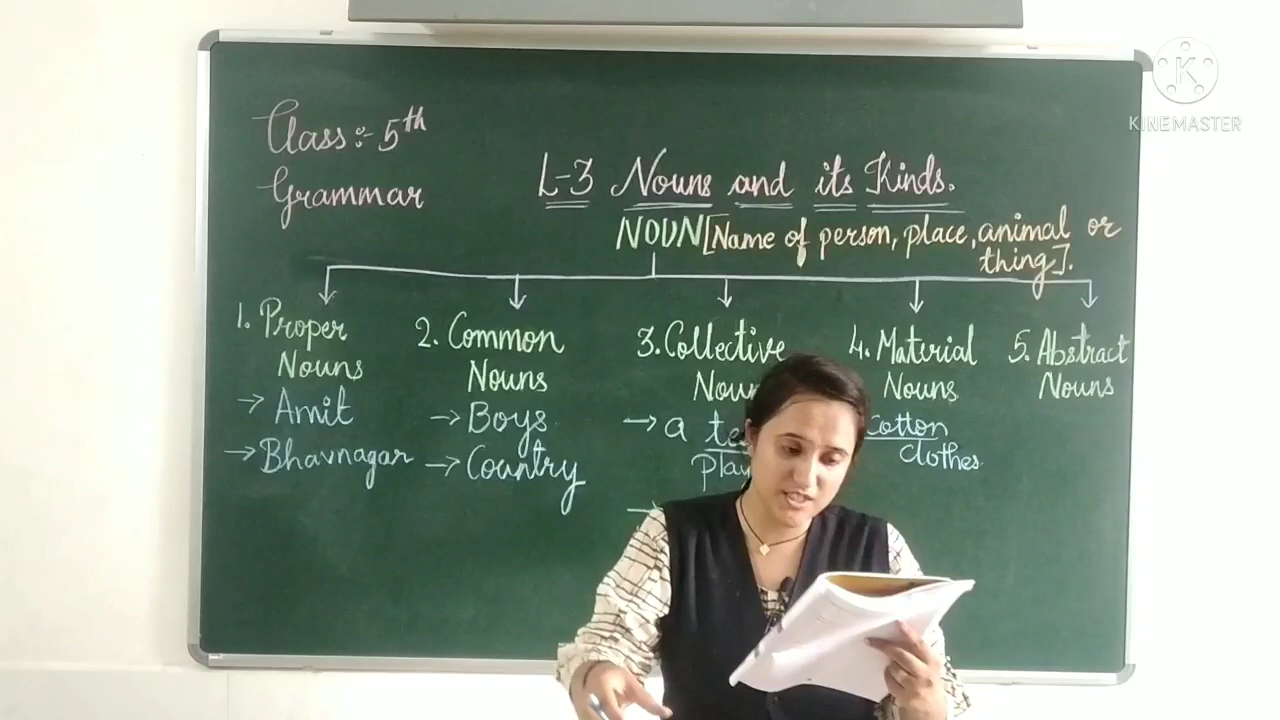 Class:- 5th
Grammar
L-3 Nouns and its Kinds.
NOUN [Name of person, place, animal or
thing].
1. Proper
Nouns
→ Amit
→ Bhavnagar
2. Common
Nouns
→ Boys
→ Country
3. Collective
→ a
4. Material
Nouns
Cotton
clothes
5. Abstract
Nouns
KINEMASTER